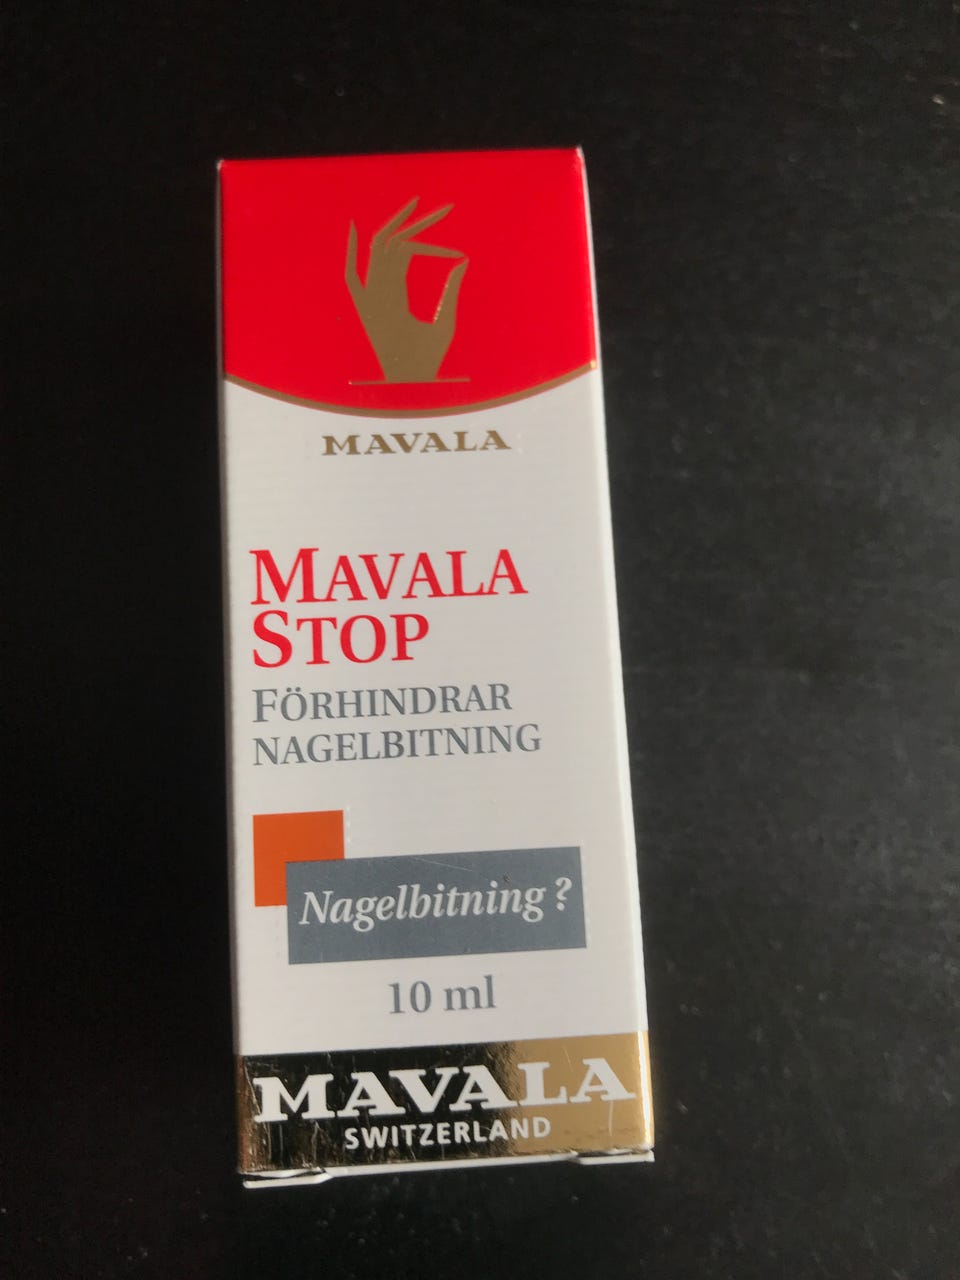 MAVALA
MAVALA
STOP
FÖRHINDRAR
NAGELBITNING
Nagelbitning ?
10 ml
MAVALA
SWITZERLAND